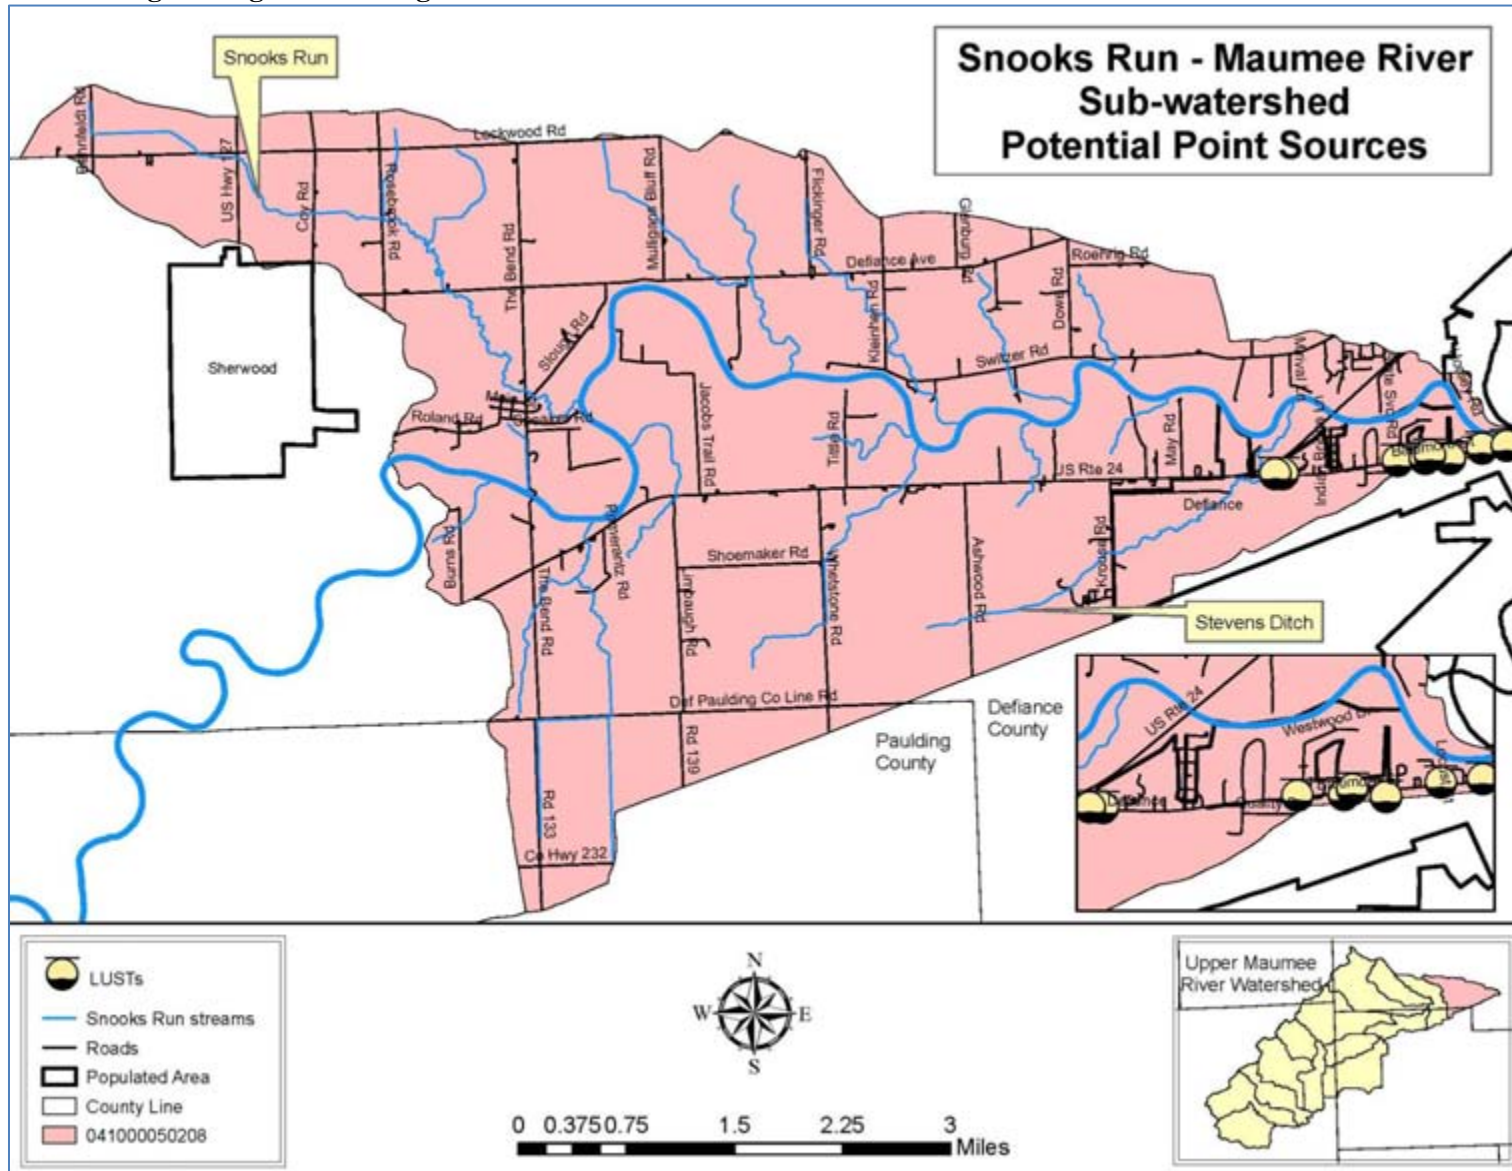 Snooks Run
Snooks Run - Maumee River
Sub-watershed
Potential Point Sources
US Hwy 127
Coy Rd
Rosebrook Rd
Lockwood Rd
The Bend Rd
Mulligans Bluff Rd
Flickinger Rd
Defiance Ave
Roehrig Rd
Kleinhen Rd
Dowe Rd
Switzer Rd
Slough Rd
Sherwood
Roland Rd
Jacobs Trail Rd
May Rd
US Rte 24
Defiance
Burns Rd
The Bend Rd
Pomerantz Rd
Shoemaker Rd
Limbaugh Rd
Whetstone Rd
Ashwood Rd
Krouse Rd
Stevens Ditch
Def Paulding Co Line Rd
Defiance
County
Paulding
County
Rd 139
Rd 133
Co Hwy 232
US Rte 24
Westwood Dr
LUSTs
Snooks Run streams
Roads
Populated Area
County Line
041000050208
N
W E
S
0 0.375 0.75 1.5 2.25 3
Miles
Upper Maumee
River Watershed